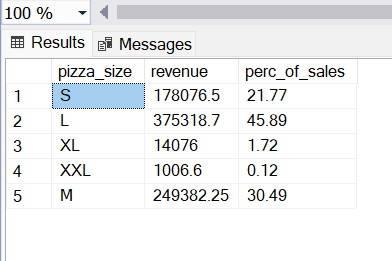 100 %
Results Messages
pizza_size revenue perc_of_sales
1 S 178076.5 21.77
2 L 375318.7 45.89
3 XL 14076 1.72
4 XXL 1006.6 0.12
5 M 249382.25 30.49